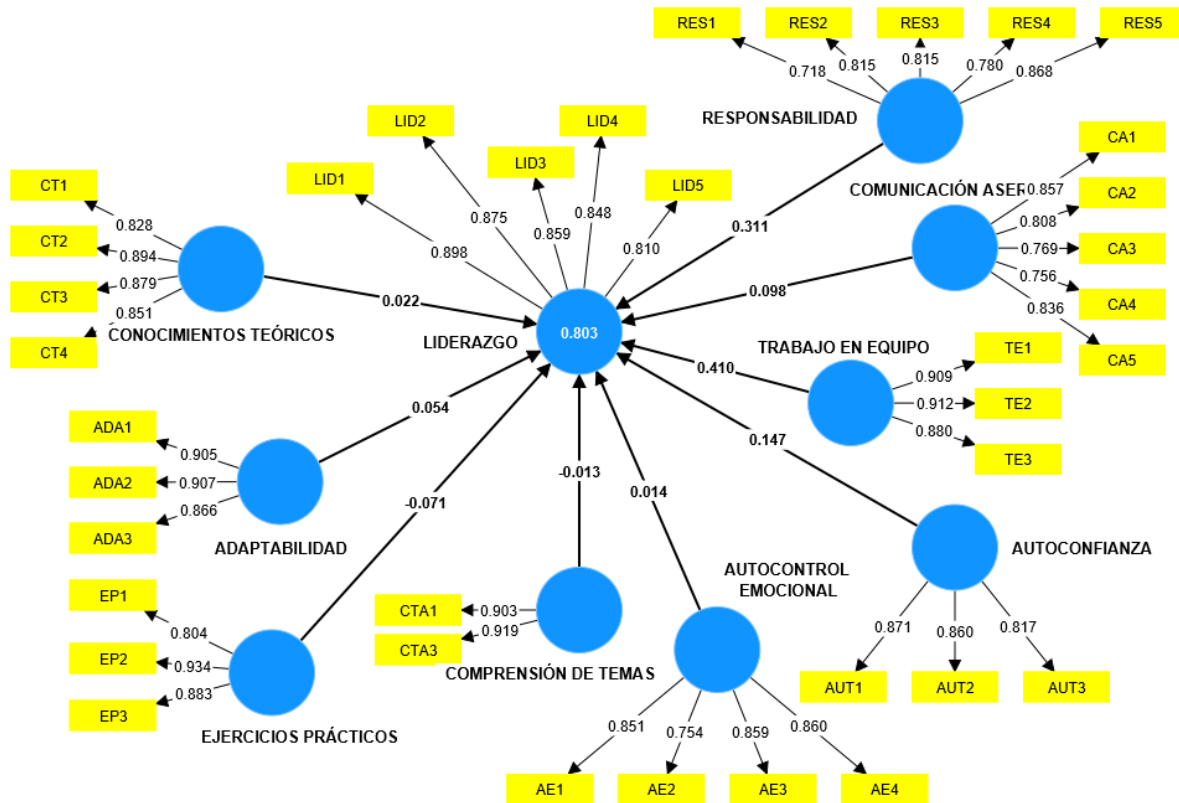 RES1
RES2
RES3
RES4
RES5
0.718
0.815
0.815
0.780
0.868
RESPONSABILIDAD
0.311
LID1
LID2
LID3
LID4
LID5
0.898
0.875
0.859
0.848
0.810
LIDERAZGO
0.803
CT1
CT2
CT3
CT4
0.828
0.894
0.879
0.851
CONOCIMIENTOS TEÓRICOS
0.022
COMUNICACIÓN ASER
CA1
CA2
CA3
CA4
CA5
0.857
0.808
0.769
0.756
0.836
0.098
TRABAJO EN EQUIPO
TE1
TE2
TE3
0.909
0.912
0.880
0.410
ADA1
ADA2
ADA3
0.905
0.907
0.866
ADAPTABILIDAD
0.054
EP1
EP2
EP3
0.804
0.934
0.883
EJERCICIOS PRÁCTICOS
-0.071
CTA1
CTA3
0.903
0.919
COMPRENSIÓN DE TEMAS
-0.013
AUTOCONTROL
EMOCIONAL
0.014
0.851
0.754
0.859
0.860
AE1
AE2
AE3
AE4
AUTOCONFIANZA
0.147
0.871
0.860
0.817
AUT1
AUT2
AUT3